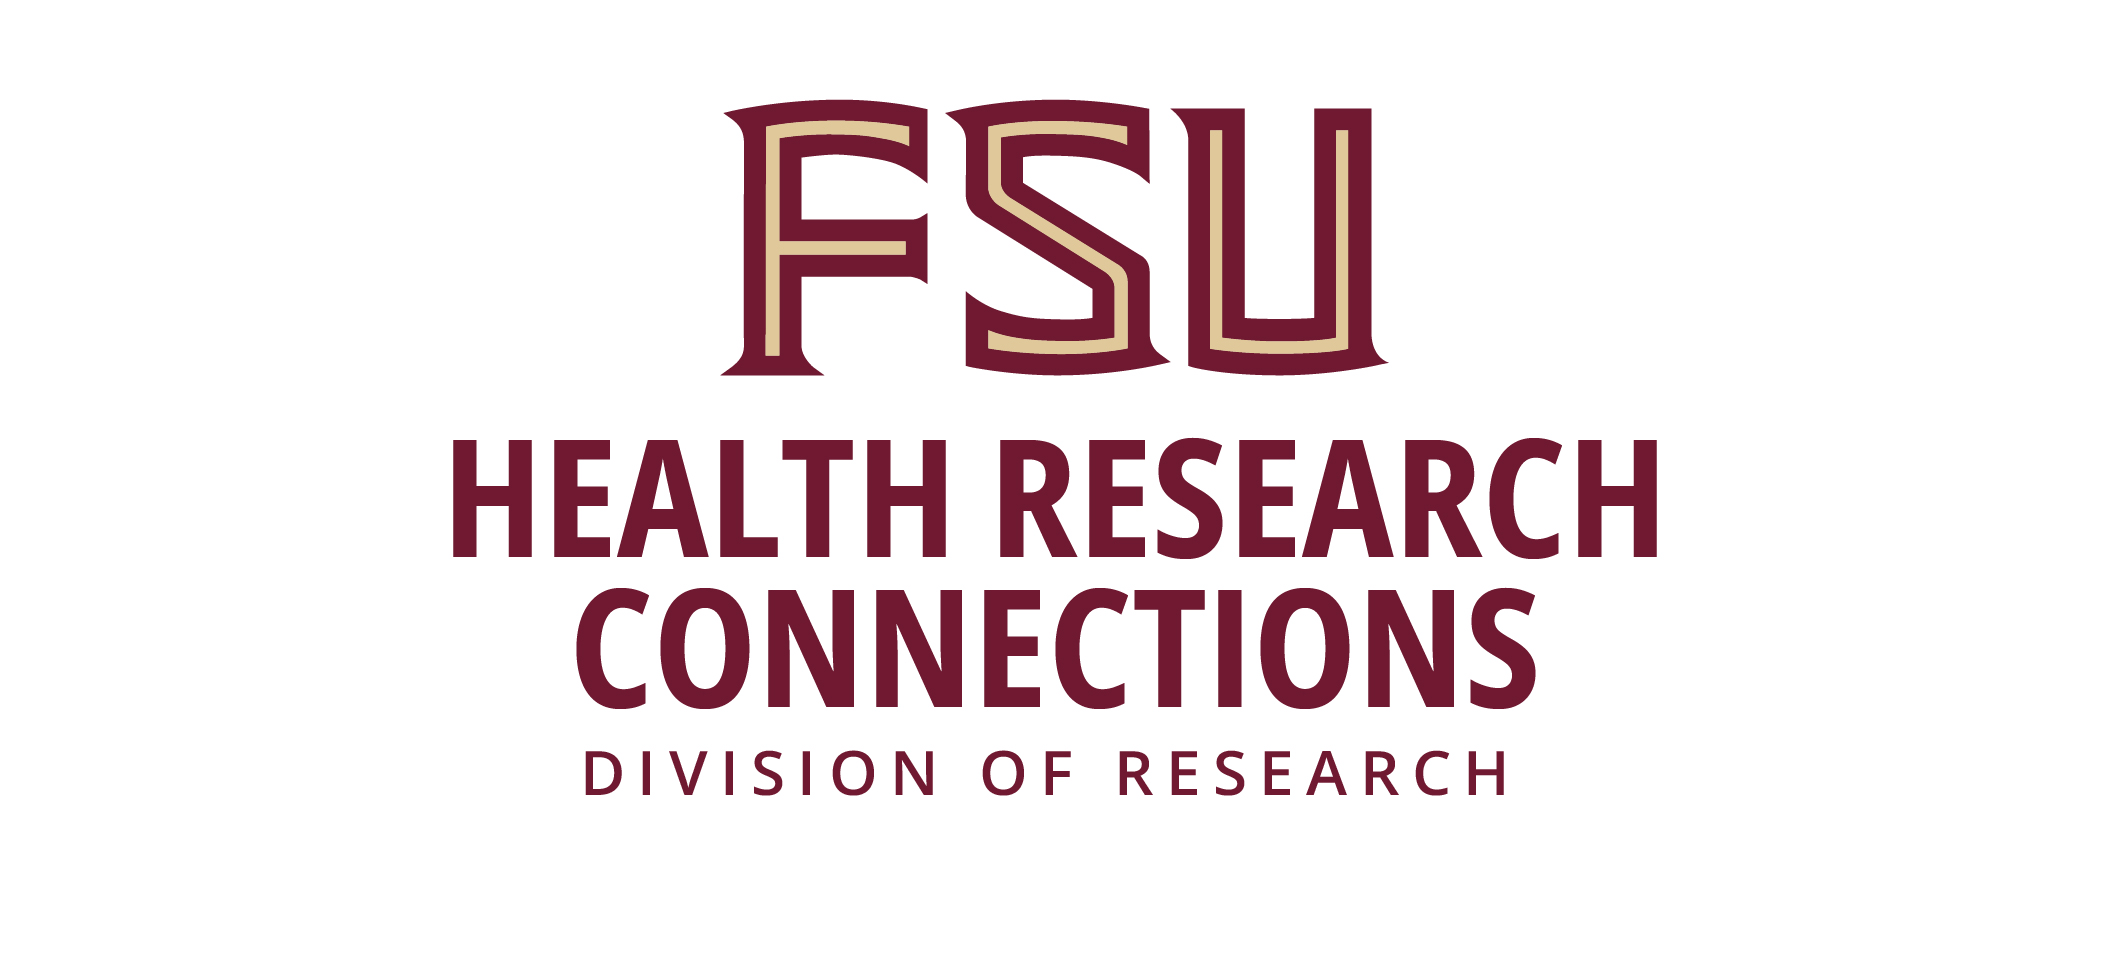 FSU
HEALTH RESEARCH
CONNECTIONS
DIVISION OF RESEARCH